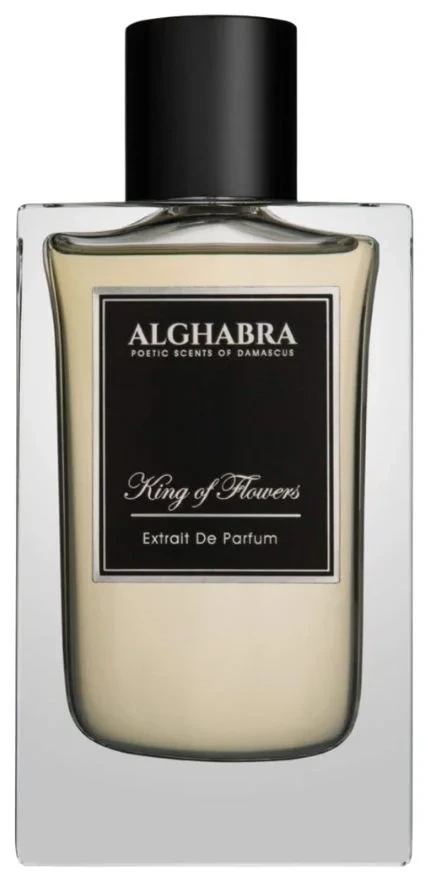 ALGHABRA
POETIC SCENTS OF DAMASCUS
King of Flowers
Extrait De Parfum